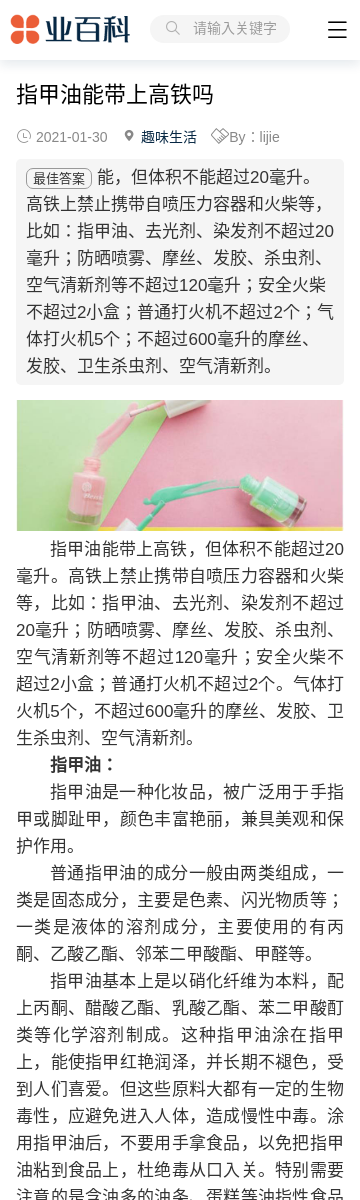 业百科
请输入关键字
指甲油能带上高铁吗
2021-01-30 趣味生活 By：lijie
最佳答案 能，但体积不能超过20毫升。
高铁上禁止携带自喷压力容器和火柴等，
比如：指甲油、去光剂、染发剂不超过20
毫升；防晒喷雾、摩丝、发胶、杀虫剂、
空气清新剂等不超过120毫升；安全火柴
不超过2小盒；普通打火机不超过2个；气
体打火机5个；不超过600毫升的摩丝、
发胶、卫生杀虫剂、空气清新剂。
指甲油能带上高铁，但体积不能超过20
毫升。高铁上禁止携带自喷压力容器和火柴
等，比如：指甲油、去光剂、染发剂不超过
20毫升；防晒喷雾、摩丝、发胶、杀虫剂、
空气清新剂等不超过120毫升；安全火柴不
超过2小盒；普通打火机不超过2个。气体打
火机5个，不超过600毫升的摩丝、发胶、卫
生杀虫剂、空气清新剂。
指甲油：
指甲油是一种化妆品，被广泛用于手指
甲或脚趾甲，颜色丰富艳丽，兼具美观和保
护作用。
普通指甲油的成分一般由两类组成，一
类是固态成分，主要是色素、闪光物质等；
一类是液体的溶剂成分，主要使用的有丙
酮、乙酸乙酯、邻苯二甲酸酯、甲醛等。
指甲油基本上是以硝化纤维为本料，配
上丙酮、醋酸乙酯、乳酸乙酯、苯二甲酸酊
类等化学溶剂制成。这种指甲油涂在指甲
上，能使指甲红艳润泽，并长期不褪色，受
到人们喜爱。但这些原料大都有一定的生物
毒性，应避免进入人体，造成慢性中毒。涂
用指甲油后，不要用手拿食品，以免把指甲
油粘到食品上，杜绝毒从口入关。特别需要
注意的是含油多的油条、蛋糕等油指性食品